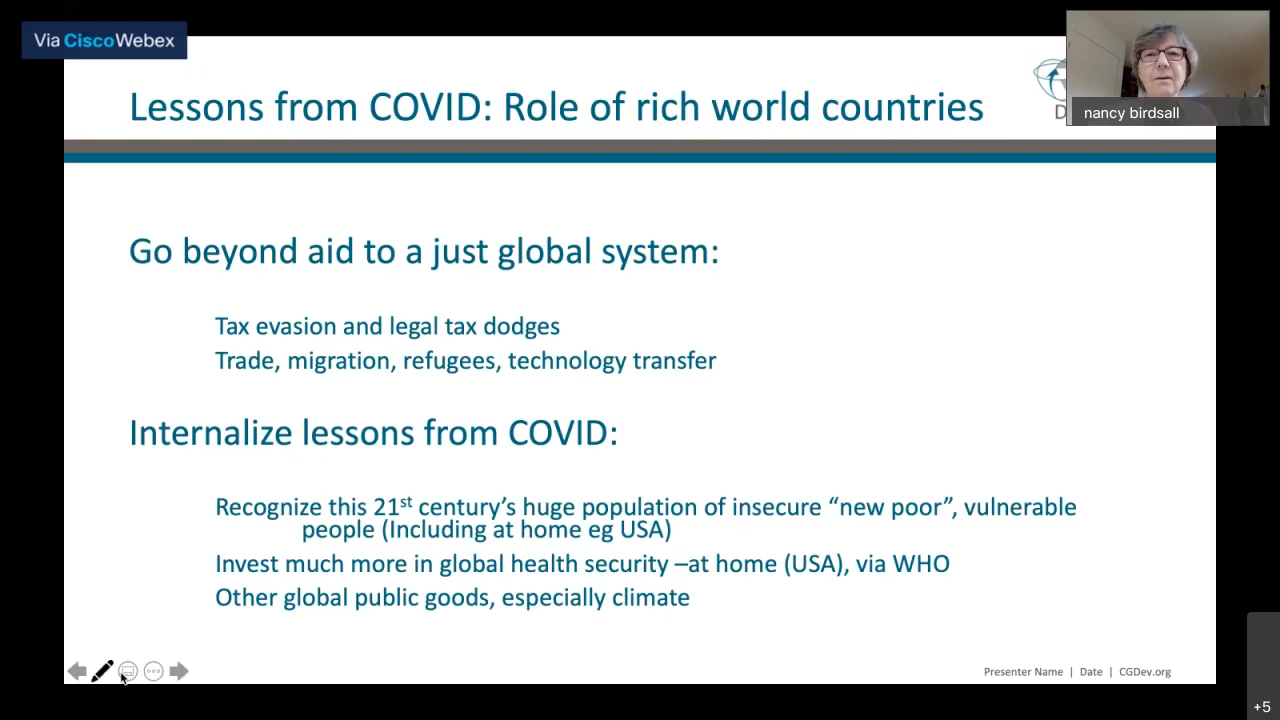 Via CiscoWebex
Lessons from COVID: Role of rich world countries
nancy birdsall
Go beyond aid to a just global system:
Tax evasion and legal tax dodges
Trade, migration, refugees, technology transfer
Internalize lessons from COVID:
Recognize this 21st century’s huge population of insecure “new poor”, vulnerable
people (Including at home eg USA)
Invest much more in global health security –at home (USA), via WHO
Other global public goods, especially climate
Presenter Name | Date | CGDev.org
+5